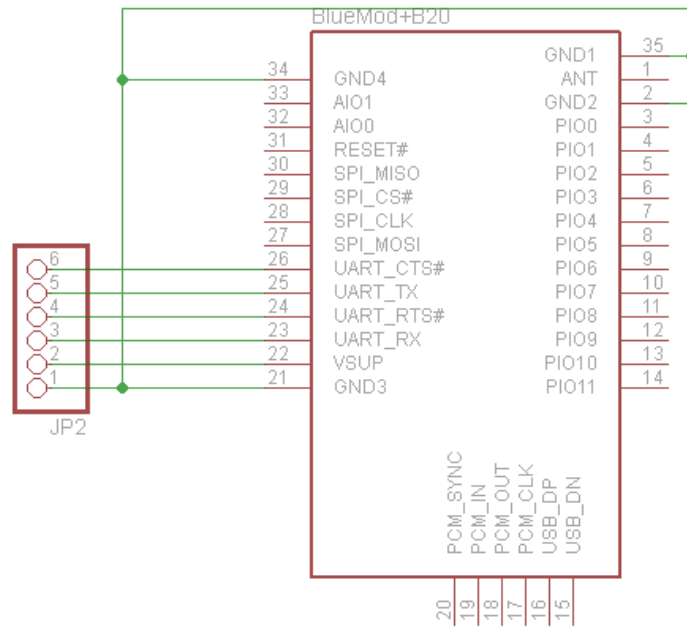 BlueMod+B20
GND1 35
34 GND4 ANT 1
33 AIO1 GND2 2
32 AIO0 PIO0 3
31 RESET# PIO1 4
30 SPI_MISO PIO2 5
29 SPI_CS# PIO3 6
28 SPI_CLK PIO4 7
27 SPI_MOSI PIO5 8
6 26 UART_CTS# PIO6 9
5 25 UART_TX PIO7 10
4 24 UART_RTS# PIO8 11
3 23 UART_RX PIO9 12
2 22 VSUP PIO10 13
1 21 GND3 PIO11 14
JP2
PCM_SYNC
PCM_IN
PCM_OUT
PCM_CLK
USB_DP
USB_DN
20
19
18
17
16
15